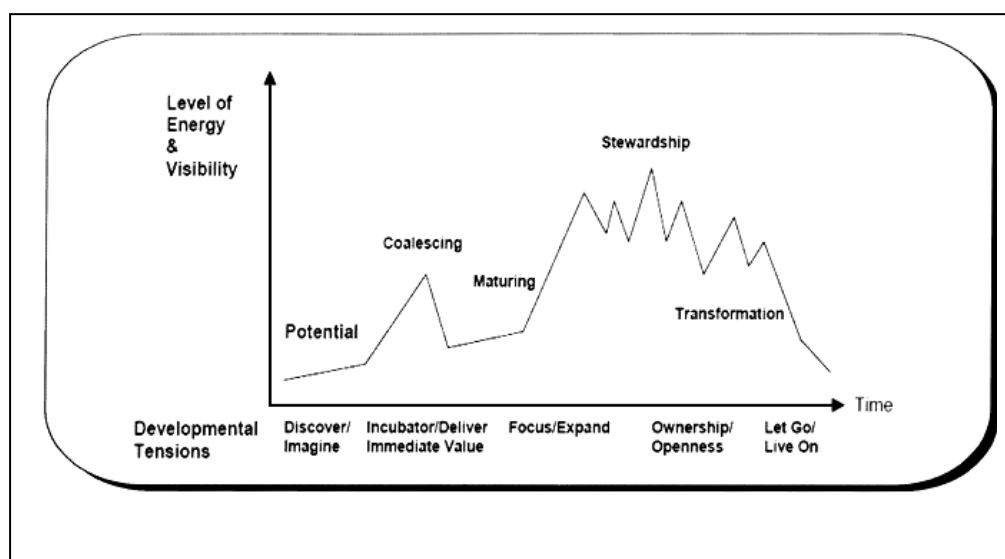 Level of
Energy
&
Visibility
Stewardship
Coalescing
Maturing
Potential
Transformation
Time
Developmental
Tensions
Discover/
Imagine
Incubator/Deliver
Immediate Value
Focus/Expand
Ownership/
Openness
Let Go/
Live On